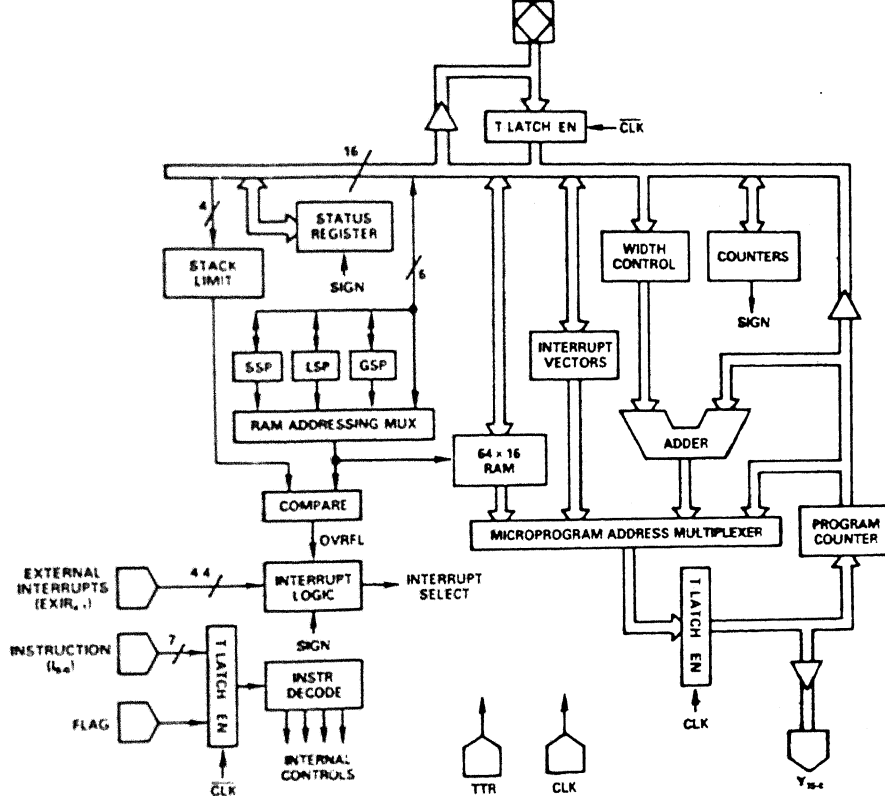 T LATCH EN
CLK
16
4
STATUS
REGISTER
STACK
LIMIT
WIDTH
CONTROL
COUNTERS
6
SIGN
SIGN
INTERRUPT
VECTORS
SSP
LSP
GSP
RAM ADDRESSING MUX
ADDER
64 × 16
RAM
COMPARE
OVRFL
MICROPROGRAM ADDRESS MULTIPLEXER
PROGRAM
COUNTER
EXTERNAL
INTERRUPTS
4 4
INTERRUPT
LOGIC
INTERRUPT
SELECT
T LATCH EN
SIGN
INSTRUCTION
7
T LATCH EN
INSTR
DECODE
FLAG
CLK
INTERNAL
CONTROLS
CLK
TTR
CLK